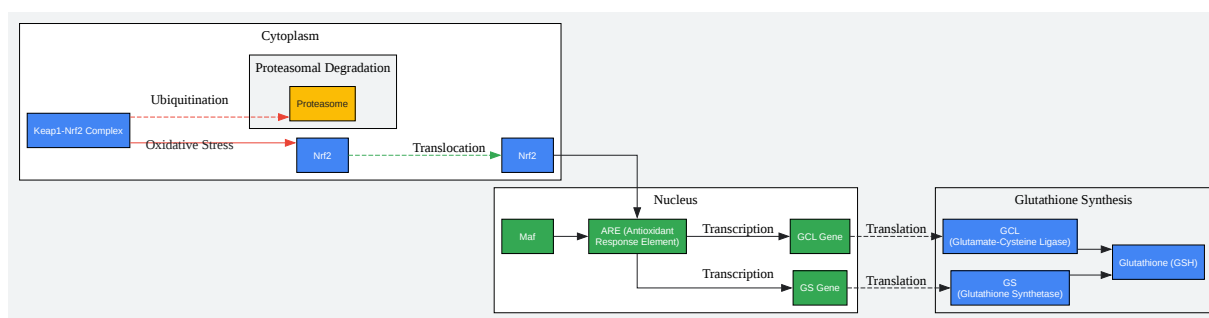 Cytoplasm
Proteasomal Degradation
Ubiquitination
Proteasome
Keap1-Nrf2 Complex
Oxidative Stress
Nrf2
Translocation
Nrf2
Nucleus
Maf
ARE (Antioxidant
Response Element)
Transcription
GCL Gene
Translation
Transcription
GS Gene
Translation
Glutathione Synthesis
GCL
(Glutamate-Cysteine Ligase)
Glutathione (GSH)
GS
(Glutathione Synthetase)